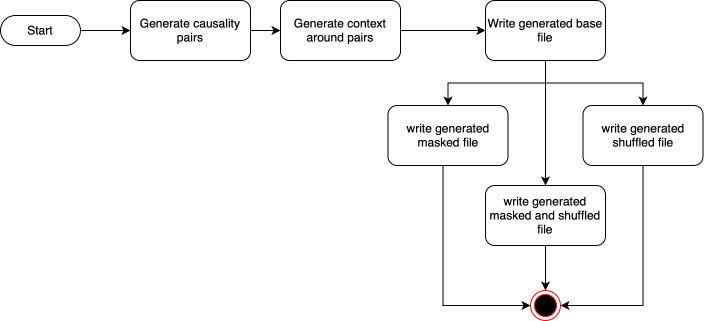 Start
Generate causality
pairs
Generate context
around pairs
Write generated base
file
write generated
masked file
write generated
shuffled file
write generated
masked and shuffled
file